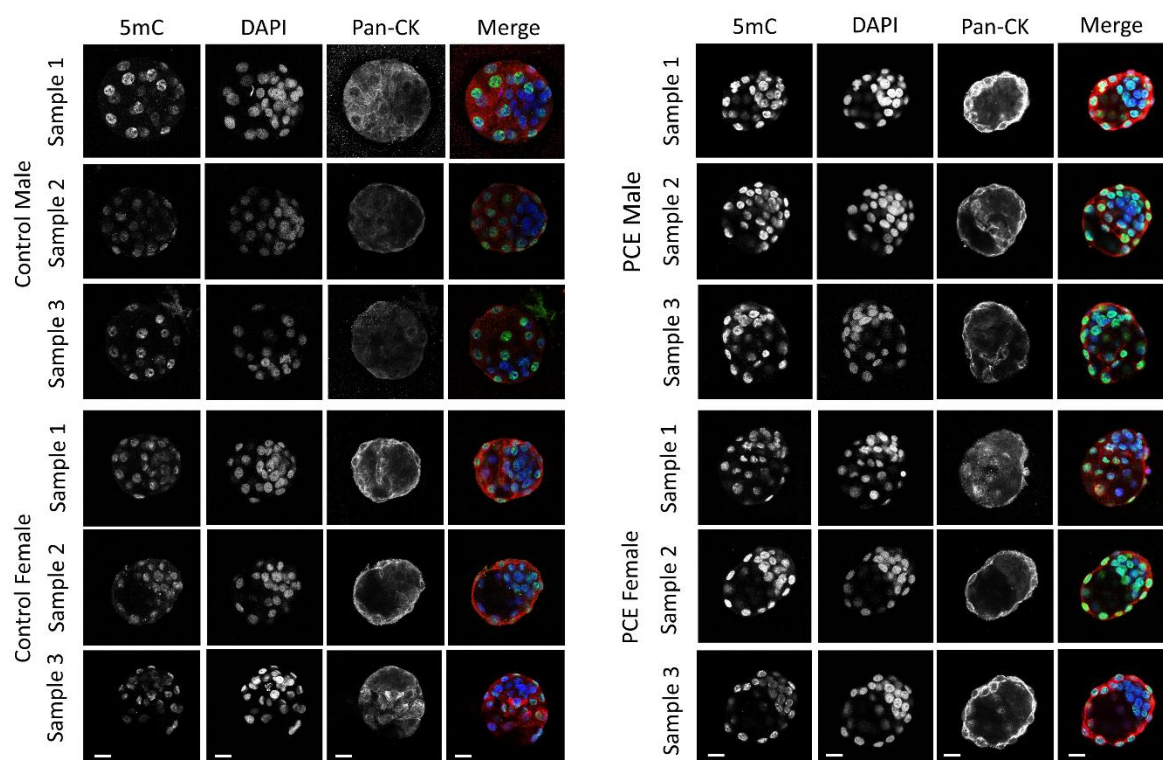 5mC DAPI Pan-CK Merge
Control Male
Sample 1
Sample 2
Sample 3
Control Female
Sample 1
Sample 2
Sample 3
5mC DAPI Pan-CK Merge
PCE Male
Sample 1
Sample 2
Sample 3
PCE Female
Sample 1
Sample 2
Sample 3